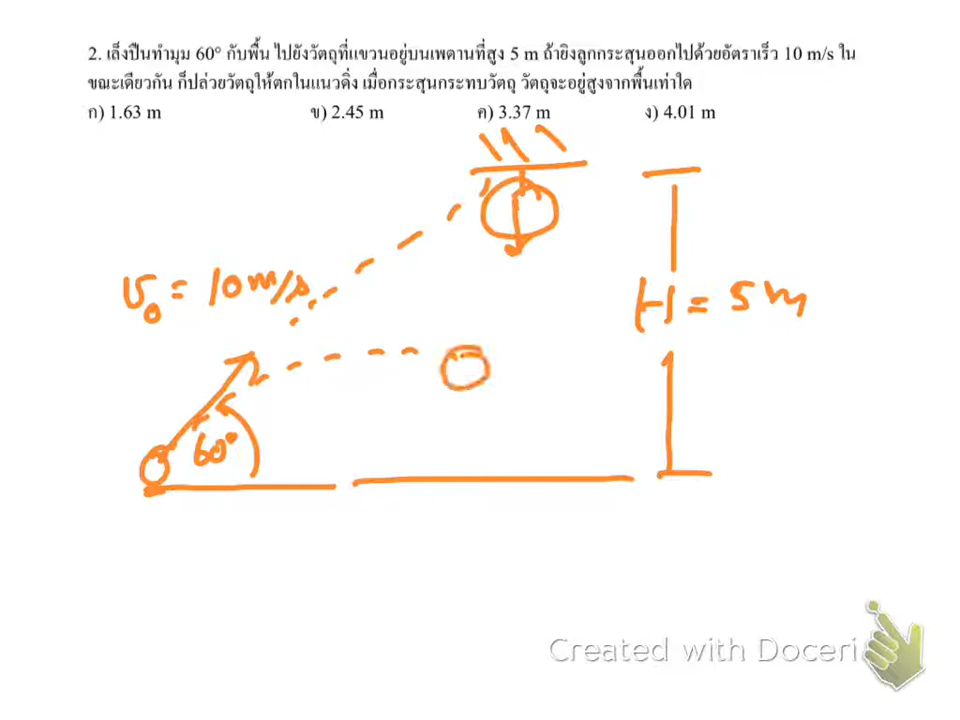 2. เล็งปืนทำมุม 60° กับพื้น ไปยังวัตถุที่แขวนอยู่บนเพดานที่สูง 5 m ถ้ายิงลูกกระสุนออกไปด้วยอัตราเร็ว 10 m/s ใน
ขณะเดียวกัน ก็ปล่อยวัตถุให้ตกในแนวดิ่ง เมื่อกระสุนกระทบวัตถุ วัตถุจะอยู่สูงจากพื้นเท่าใด
ก) 1.63 m ข) 2.45 m ค) 3.37 m ง) 4.01 m
v₀ = 10 m/s
H = 5 m
60°
Created with Doceri